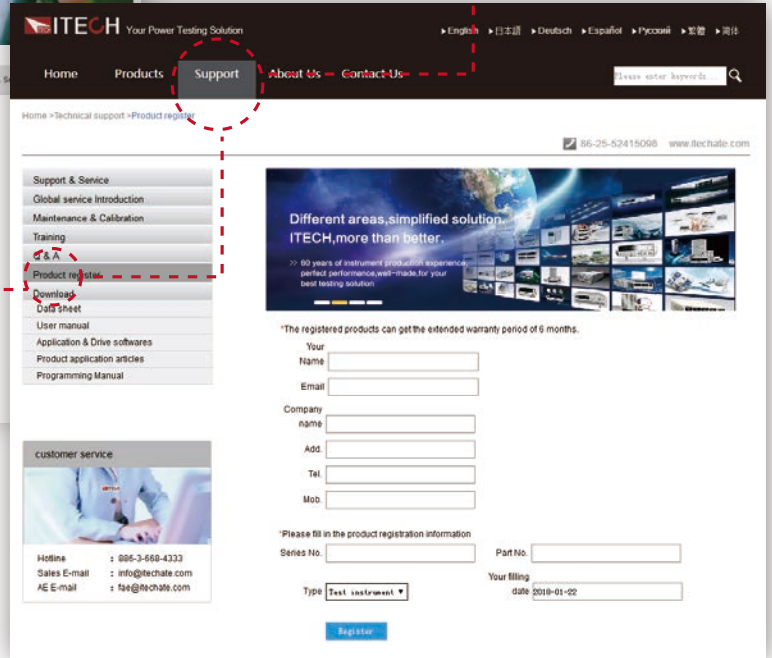 ITECH Your Power Testing Solution
▸English ▸日本語 ▸Deutsch ▸Español ▸Русский ▸繁體 ▸简体
Home Products Support About Us Contact Us
Please enter keywords...
Home >Technical support >Product register
86-25-52415098 www.itechate.com
Support & Service
Global service Introduction
Maintenance & Calibration
Training
Q & A
Product register
Download
Data sheet
User manual
Application & Drive softwares
Product application articles
Programming Manual
Different areas,simplified solution.
ITECH,more than better.
>> 60 years of instrument production experience,
perfect performance,well-made,for your
best testing solution
*The registered products can get the extended warranty period of 6 months.
Your
Name
Email
Company
name
Add.
Tel.
Mob.
*Please fill in the product registration information
Series No. Part No.
Type Test instrument ▼ Your filling
date 2018-01-22
Register
customer service
Hotline : 886-3-668-4333
Sales E-mail : info@itechate.com
AE E-mail : fae@itechate.com